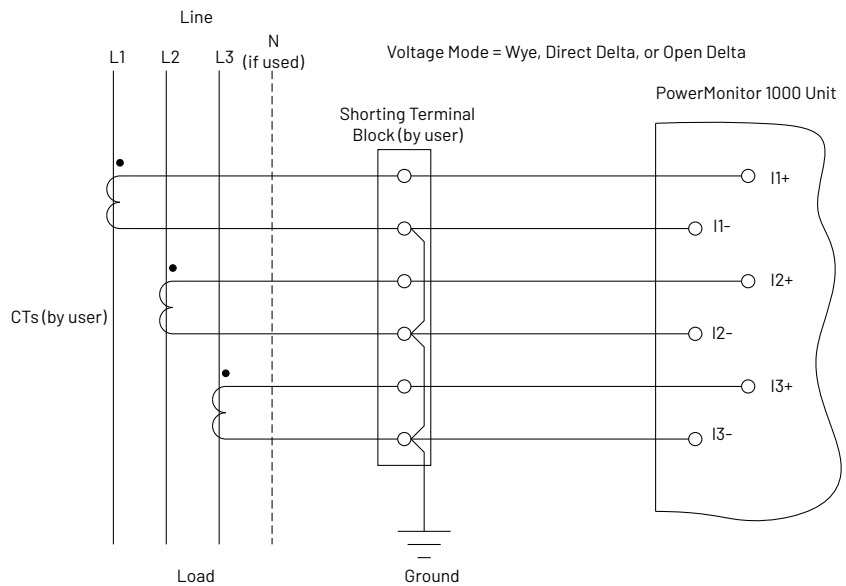 Line
L1
L2
L3
N
(if used)
Voltage Mode = Wye, Direct Delta, or Open Delta
PowerMonitor 1000 Unit
Shorting Terminal
Block (by user)
I1+
I1-
I2+
CTs (by user)
I2-
I3+
I3-
Load
Ground